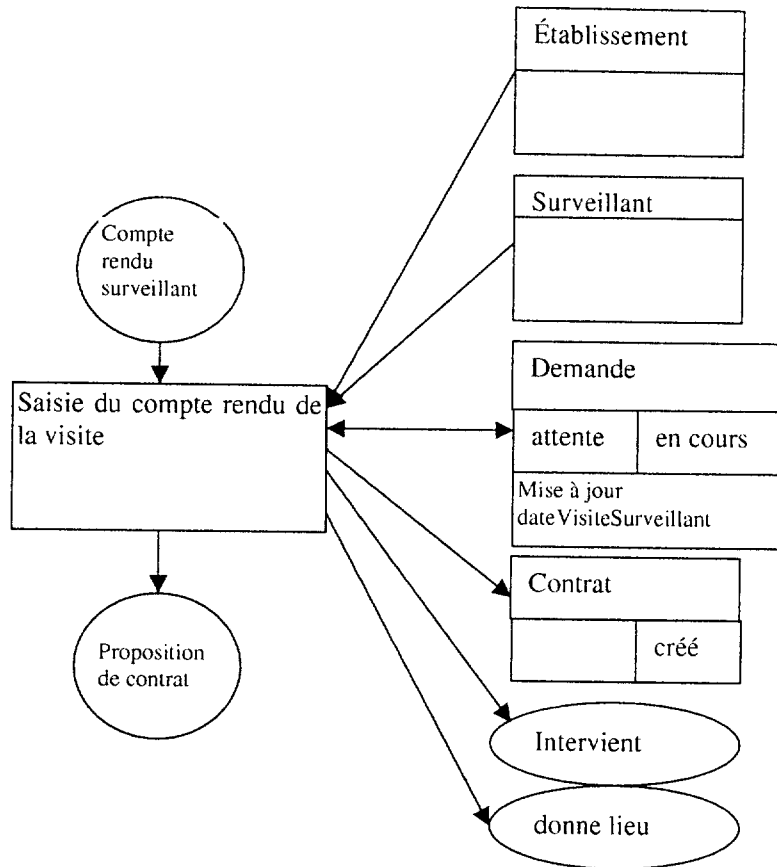 Établissement
Surveillant
Compte
rendu
surveillant
Saisie du compte rendu de
la visite
Demande
attente
en cours
Mise à jour
dateVisiteSurveillant
Contrat
créé
Proposition
de contrat
Intervient
donne lieu